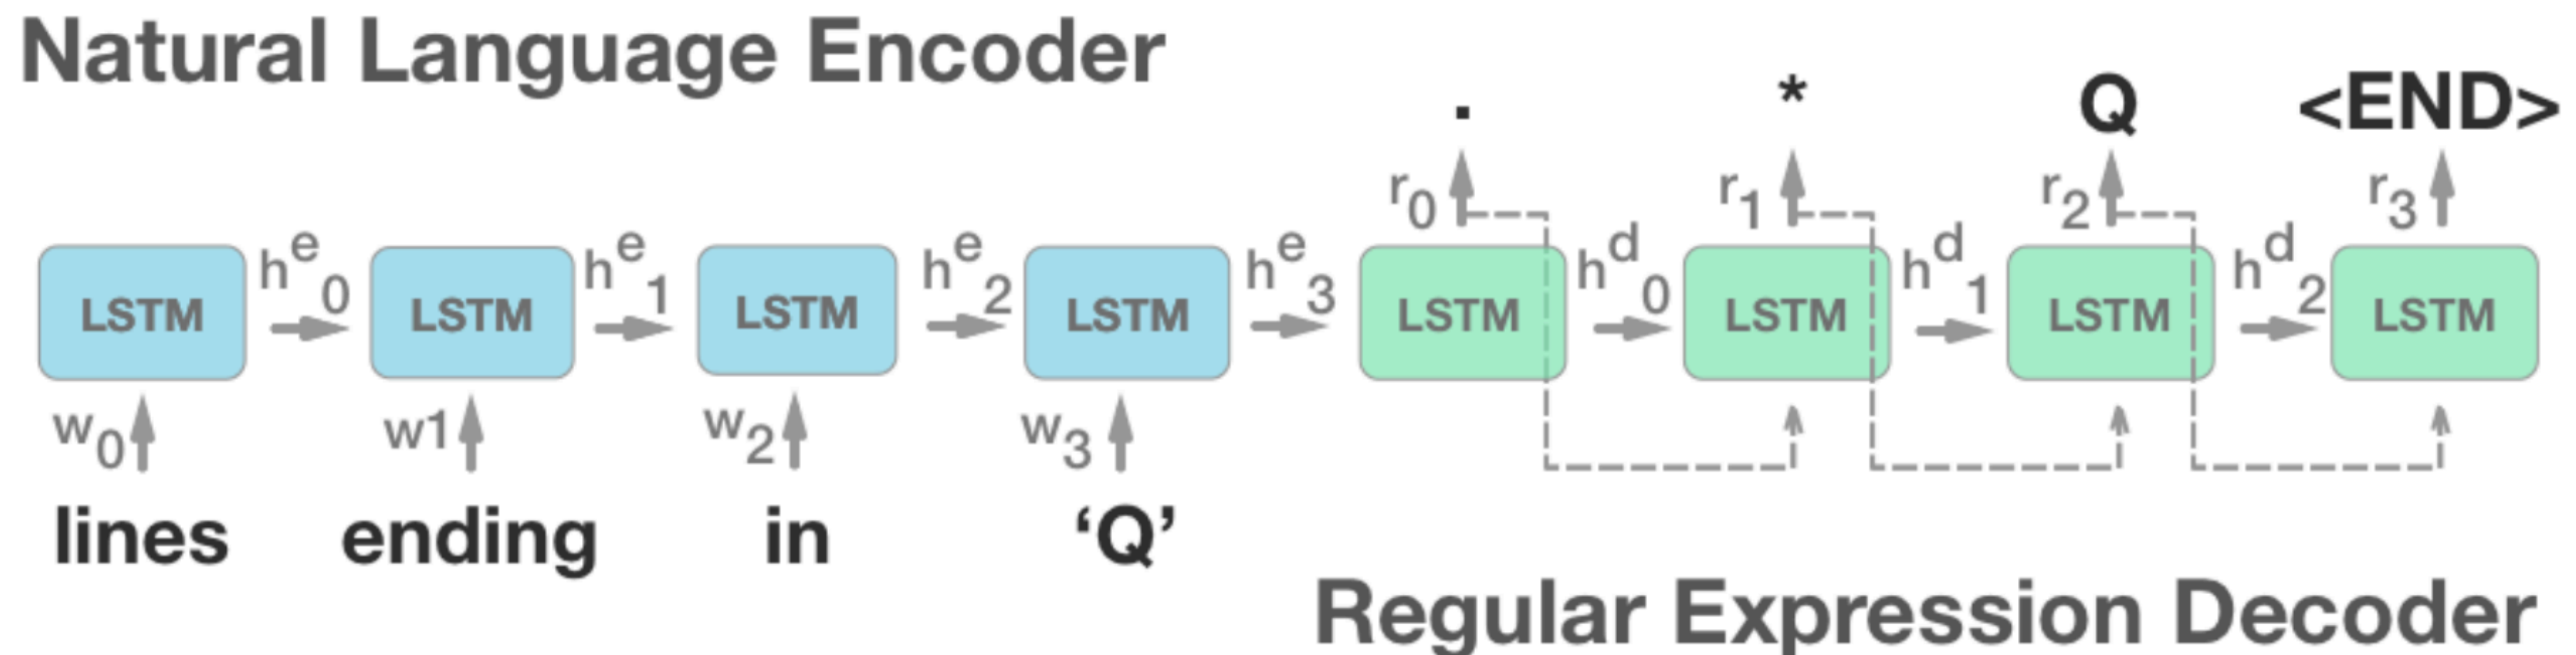 Natural Language Encoder
. * Q <END>
r0 r1 r2 r3
h^e_0 h^e_1 h^e_2 h^e_3 h^d_0 h^d_1 h^d_2
LSTM LSTM LSTM LSTM LSTM LSTM LSTM LSTM
w0 w1 w2 w3
lines ending in ‘Q’
Regular Expression Decoder